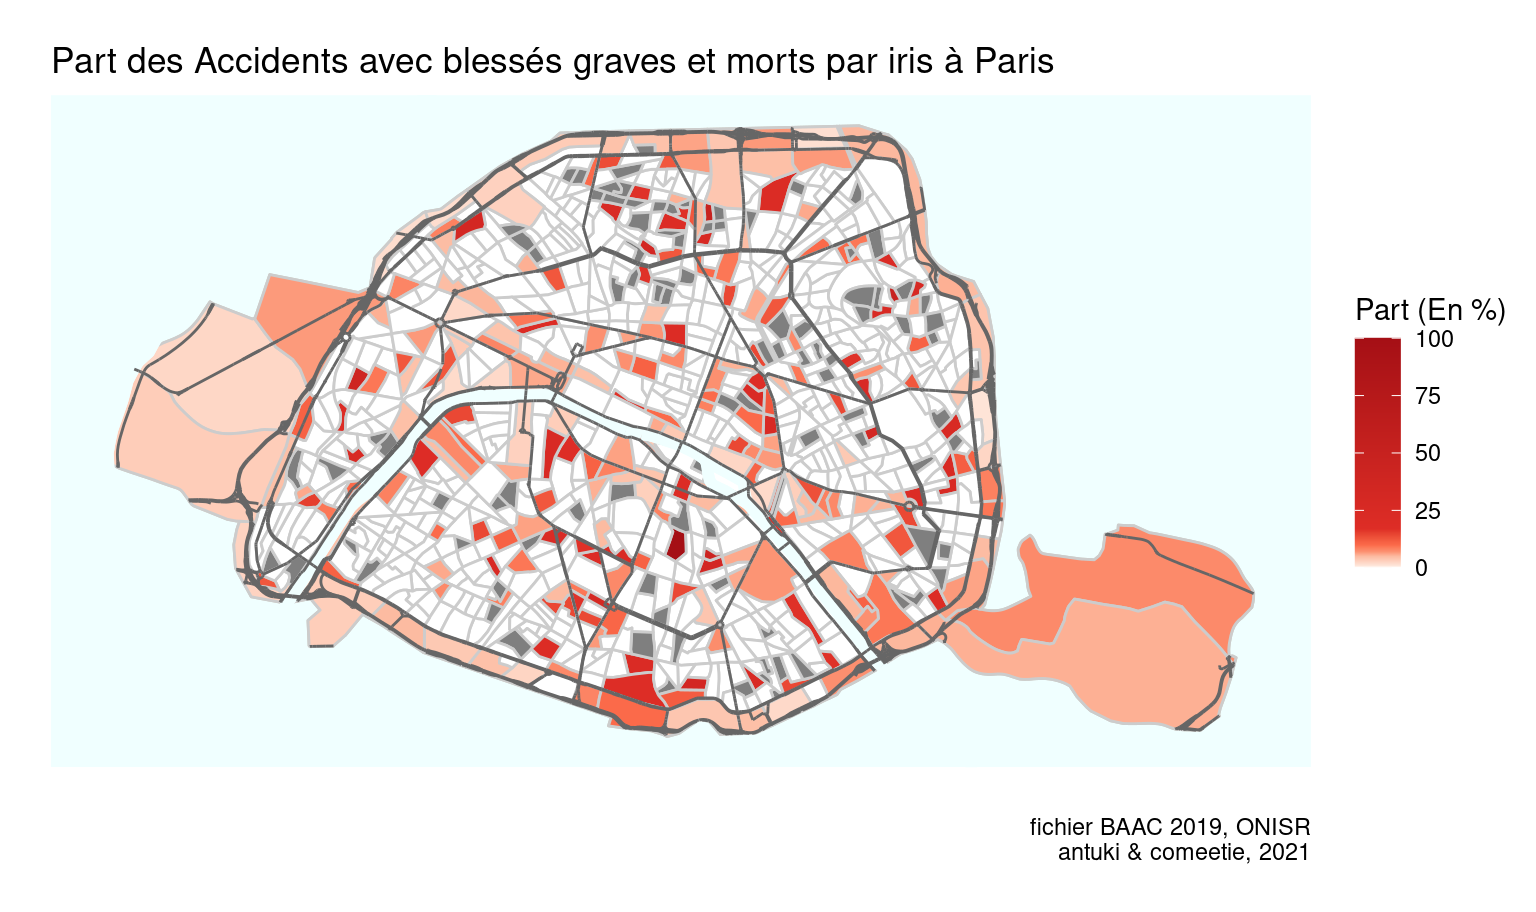 Part des Accidents avec blessés graves et morts par iris à Paris
Part (En %)
100
75
50
25
0
fichier BAAC 2019, ONISR
antuki & comeetie, 2021